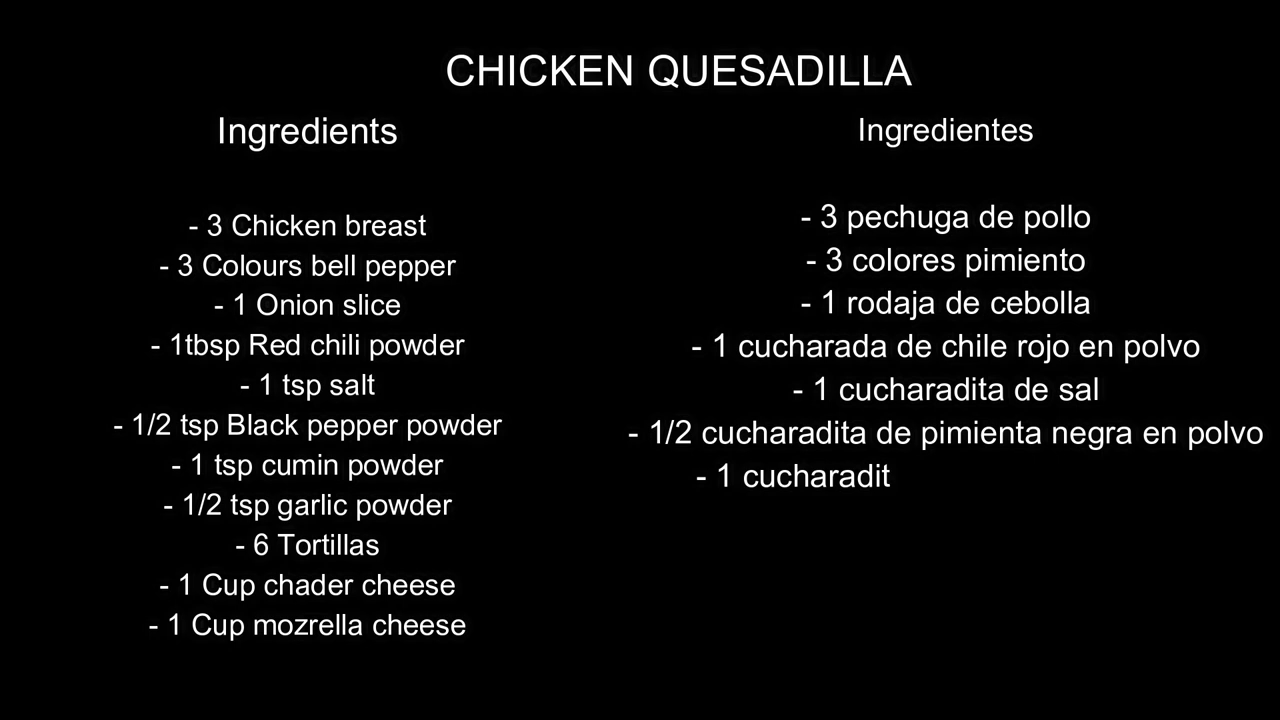 CHICKEN QUESADILLA
Ingredients
- 3 Chicken breast
- 3 Colours bell pepper
- 1 Onion slice
- 1tbsp Red chili powder
- 1 tsp salt
- 1/2 tsp Black pepper powder
- 1 tsp cumin powder
- 1/2 tsp garlic powder
- 6 Tortillas
- 1 Cup chader cheese
- 1 Cup mozrella cheese
Ingredientes
- 3 pechuga de pollo
- 3 colores pimiento
- 1 rodaja de cebolla
- 1 cucharada de chile rojo en polvo
- 1 cucharadita de sal
- 1/2 cucharadita de pimienta negra en polvo
- 1 cucharadit